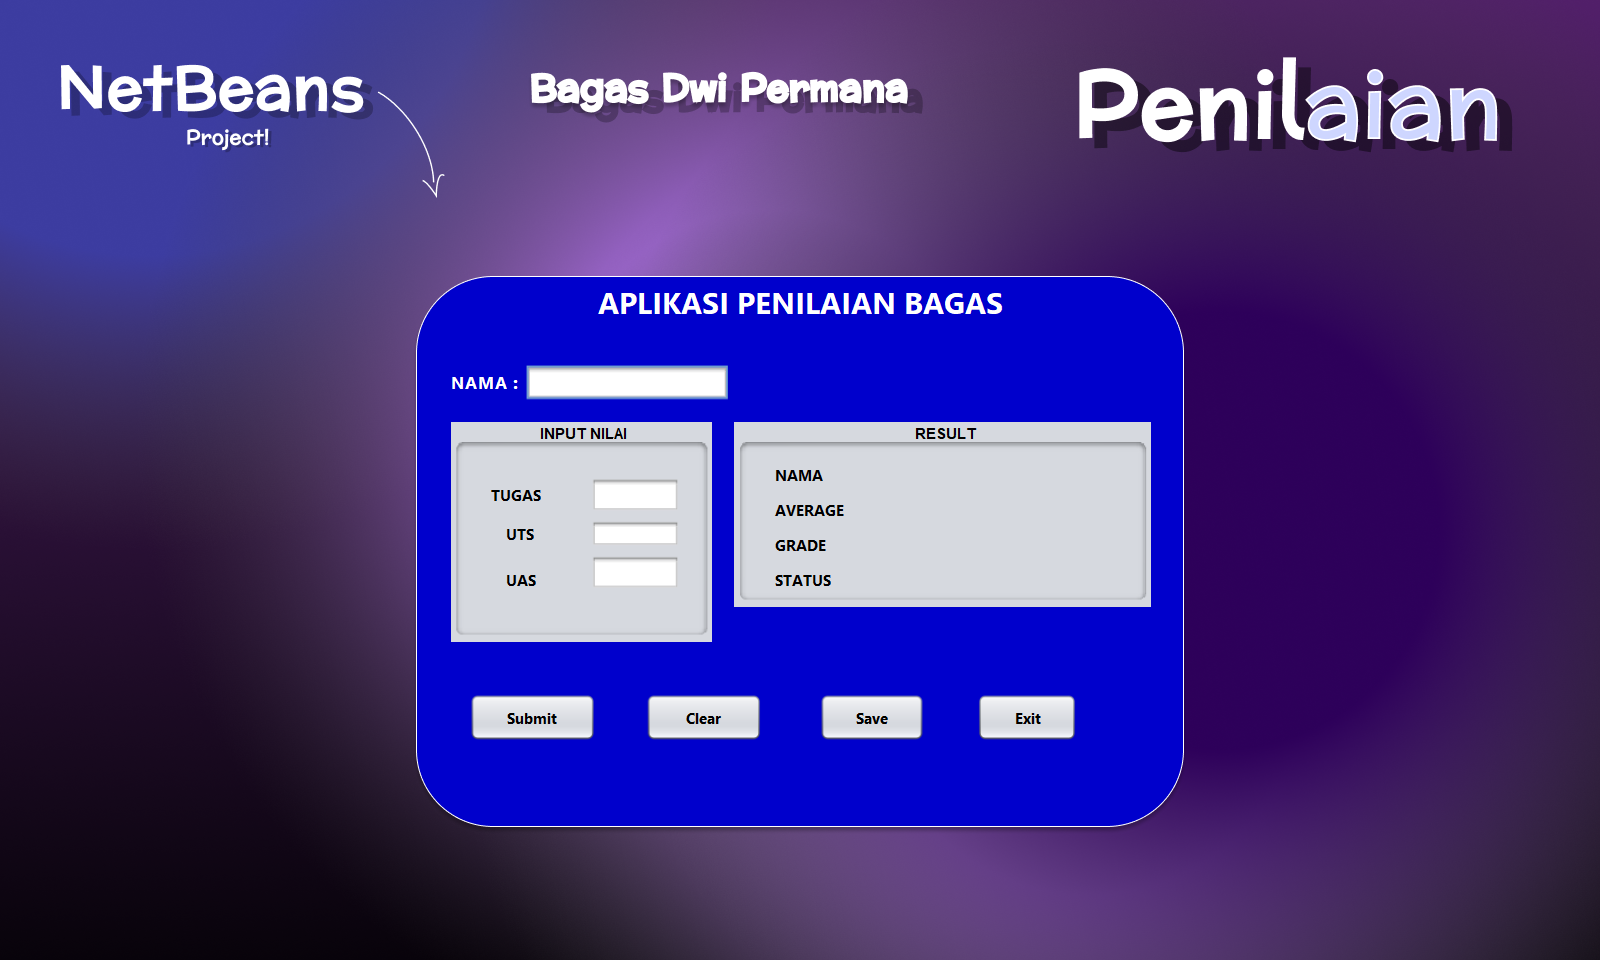 NetBeans
Project!
Bagas Dwi Permana
Penilaian
APLIKASI PENILAIAN BAGAS
NAMA :
INPUT NILAI
TUGAS
UTS
UAS
RESULT
NAMA
AVERAGE
GRADE
STATUS
Submit
Clear
Save
Exit